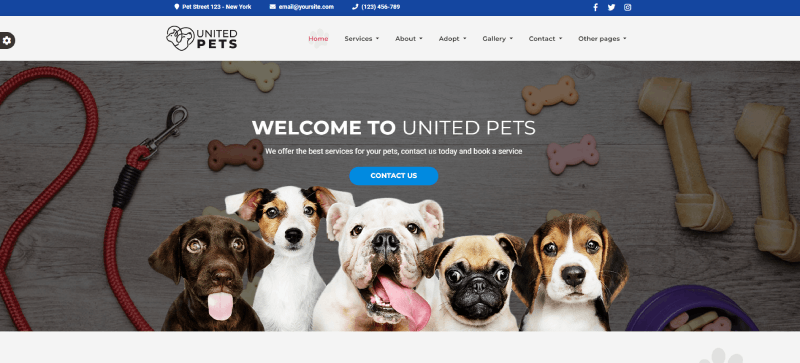 Pet Street 123 - New York email@yoursite.com (123) 456-789
UNITED
PETS
Home Services About Adopt Gallery Contact Other pages
WELCOME TO UNITED PETS
We offer the best services for your pets, contact us today and book a service
CONTACT US